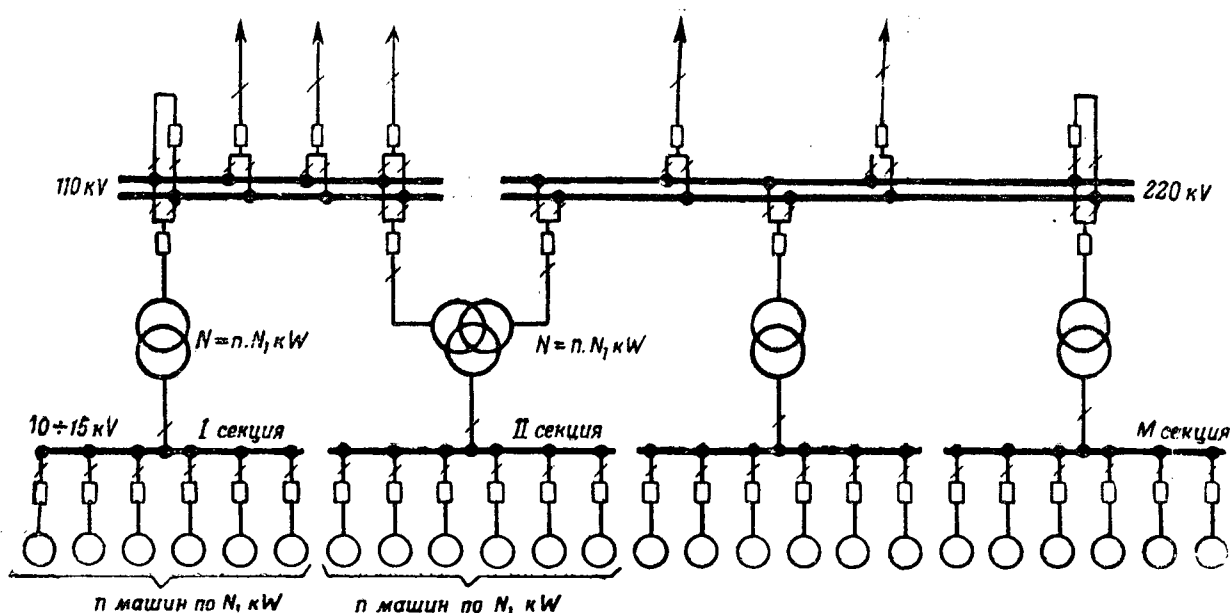 110 kV
220 kV
N = n. N₁ kW
N = n. N₁ kW
10÷15 kV
I секция
II секция
M секция
n машин по N₁ kW
n машин по N₁ kW